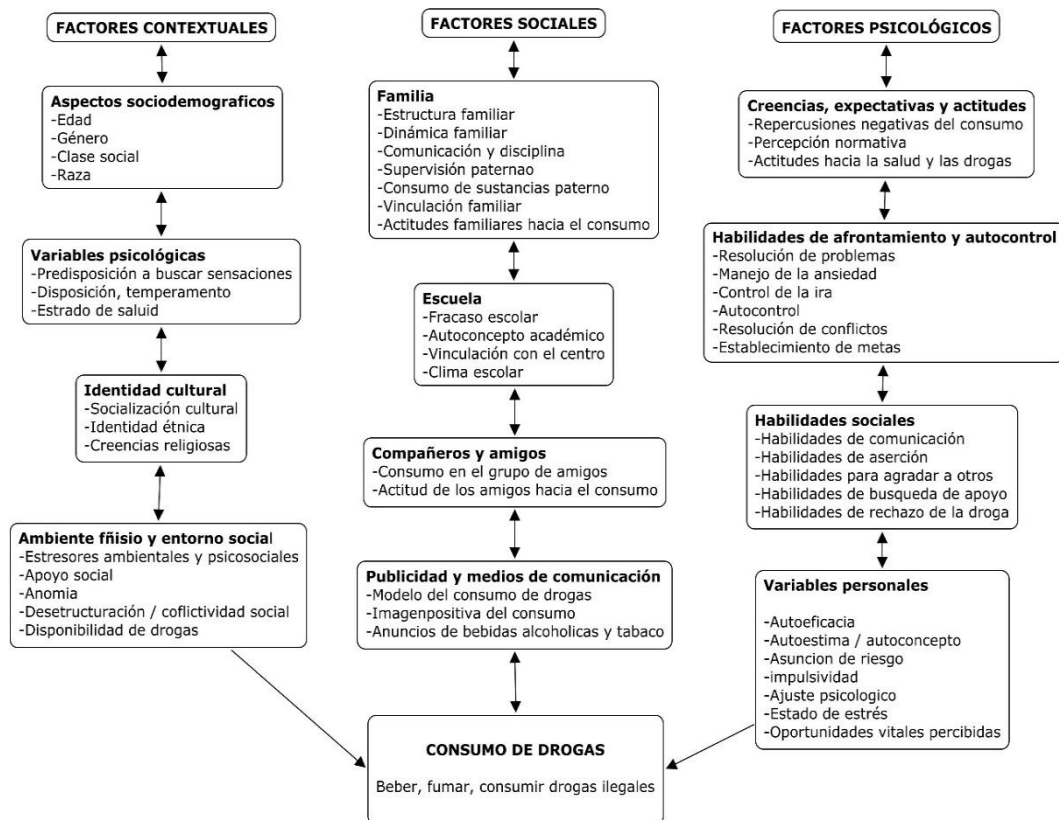 FACTORES CONTEXTUALES
Aspectos sociodemograficos
-Edad
-Género
-Clase social
-Raza
Variables psicológicas
-Predisposición a buscar sensaciones
-Disposición, temperamento
-Estrado de saluid
Identidad cultural
-Socialización cultural
-Identidad étnica
-Creencias religiosas
Ambiente fñisio y entorno social
-Estresores ambientales y psicosociales
-Apoyo social
-Anomia
-Desetructuración / coflictividad social
-Disponibilidad de drogas
FACTORES SOCIALES
Familia
-Estructura familiar
-Dinámica familiar
-Comunicación y disciplina
-Supervisión paternao
-Consumo de sustancias paterno
-Vinculación familiar
-Actitudes familiares hacia el consumo
Escuela
-Fracaso escolar
-Autoconcepto académico
-Vinculación con el centro
-Clima escolar
Compañeros y amigos
-Consumo en el grupo de amigos
-Actitud de los amigos hacia el consumo
Publicidad y medios de comunicación
-Modelo del consumo de drogas
-Imagenpositiva del consumo
-Anuncios de bebidas alcoholicas y tabaco
FACTORES PSICOLÓGICOS
Creencias, expectativas y actitudes
-Repercusiones negativas del consumo
-Percepción normativa
-Actitudes hacia la salud y las drogas
Habilidades de afrontamiento y autocontrol
-Resolución de problemas
-Manejo de la ansiedad
-Control de la ira
-Autocontrol
-Resolución de conflictos
-Establecimiento de metas
Habilidades sociales
-Habilidades de comunicación
-Habilidades de aserción
-Habilidades para agradar a otros
-Habilidades de busqueda de apoyo
-Habilidades de rechazo de la droga
Variables personales
-Autoeficacia
-Autoestima / autoconcepto
-Asuncion de riesgo
-impulsividad
-Ajuste psicologico
-Estado de estrés
-Oportunidades vitales percibidas
CONSUMO DE DROGAS
Beber, fumar, consumir drogas ilegales